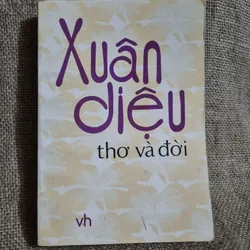 Xuân
diệu
thơ và đời
vh